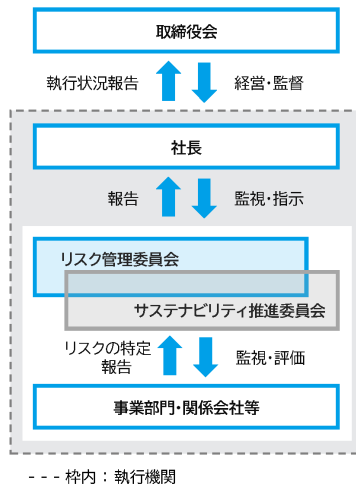 取締役会
執行状況報告
経営・監督
社長
報告
監視・指示
リスク管理委員会
サステナビリティ推進委員会
リスクの特定
報告
監視・評価
事業部門・関係会社等
--- 枠内：執行機関